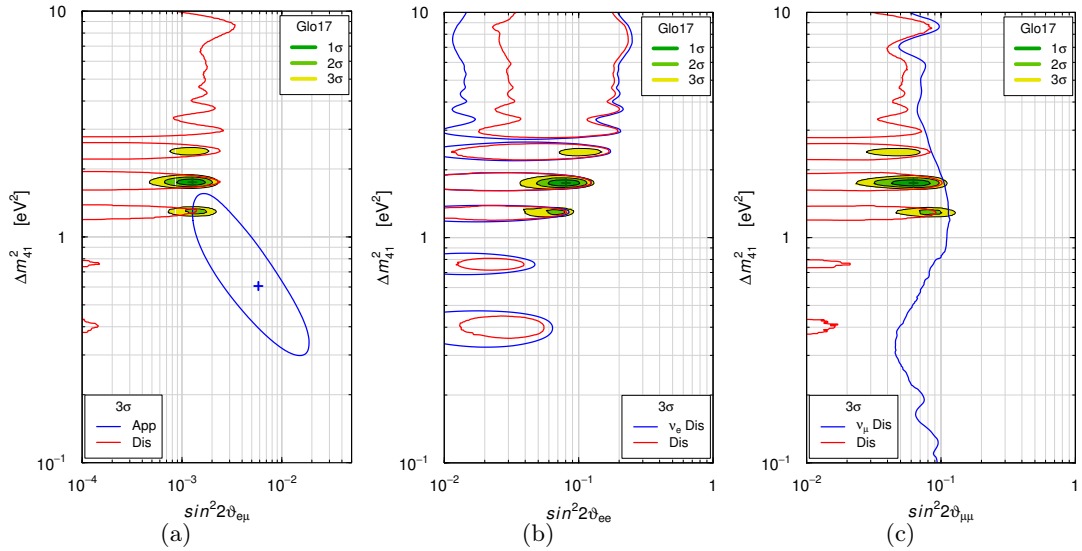 Glo17
1σ
2σ
3σ
3σ
App
Dis
Δm²₄₁ [eV²]
10
1
10⁻¹
10⁻⁴
10⁻³
10⁻²
sin²2ϑₑμ
(a)
Glo17
1σ
2σ
3σ
3σ
νₑ Dis
Dis
Δm²₄₁ [eV²]
10
1
10⁻¹
10⁻²
10⁻¹
1
sin²2ϑₑₑ
(b)
Glo17
1σ
2σ
3σ
3σ
νμ Dis
Dis
Δm²₄₁ [eV²]
10
1
10⁻¹
10⁻²
10⁻¹
1
sin²2ϑμμ
(c)